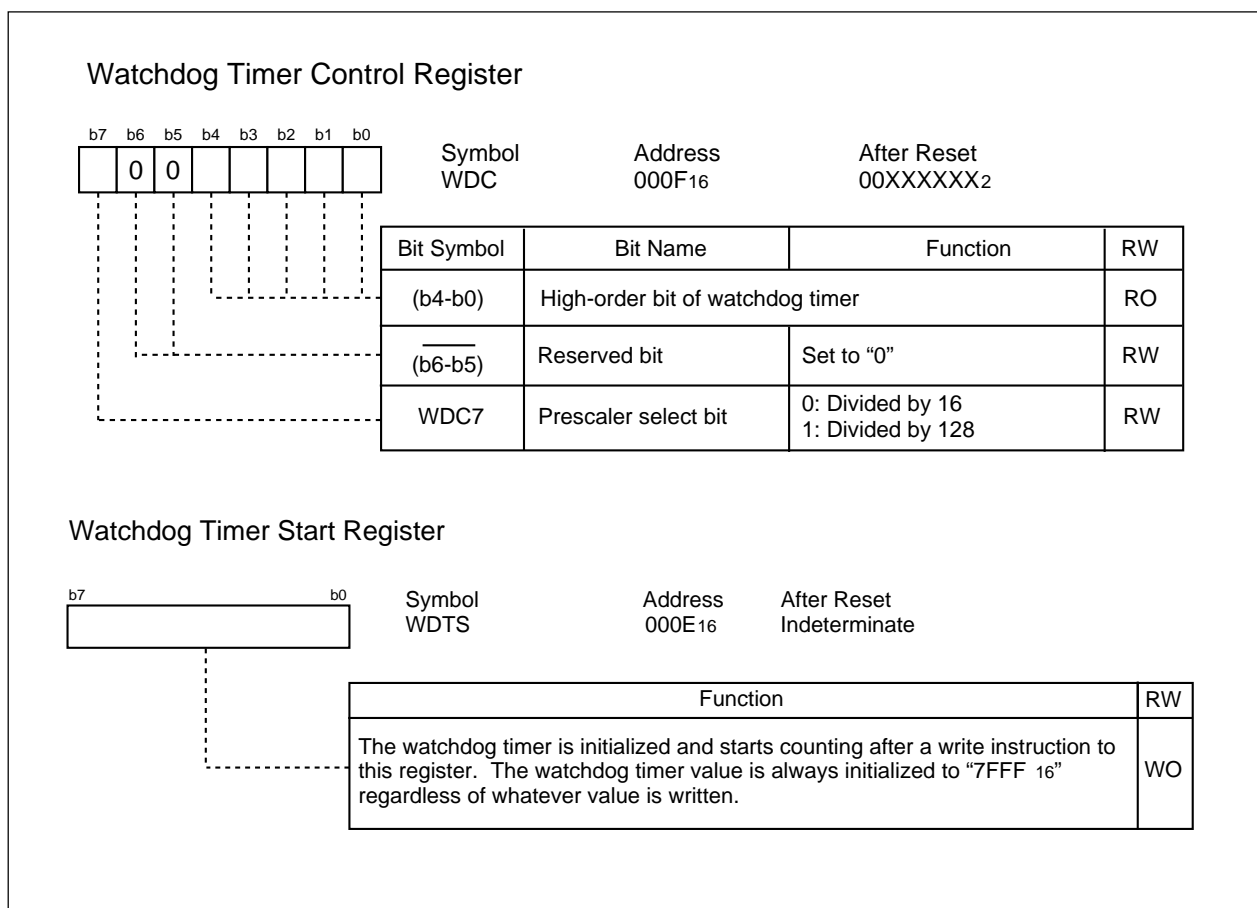 Watchdog Timer Control Register
b7 b6 b5 b4 b3 b2 b1 b0
0 0
Symbol Address After Reset
WDC 000F16 00XXXXXX2
Bit Symbol Bit Name Function RW
(b4-b0) High-order bit of watchdog timer RO
(b6-b5) Reserved bit Set to “0” RW
WDC7 Prescaler select bit 0: Divided by 16 RW
1: Divided by 128
Watchdog Timer Start Register
b7 b0
Symbol Address After Reset
WDTS 000E16 Indeterminate
Function RW
The watchdog timer is initialized and starts counting after a write instruction to
this register. The watchdog timer value is always initialized to “7FFF 16” WO
regardless of whatever value is written.